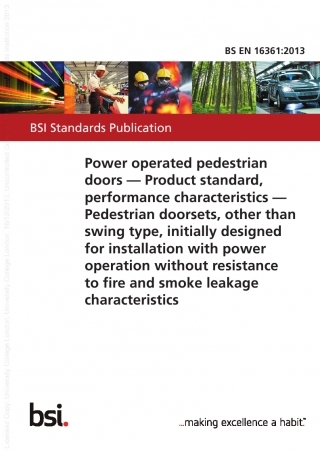 BS EN 16361:2013
BSI Standards Publication
Power operated pedestrian
doors — Product standard,
performance characteristics —
Pedestrian doorsets, other than
swing type, initially designed
for installation with power
operation without resistance
to fire and smoke leakage
characteristics
bsi.
...making excellence a habit.™